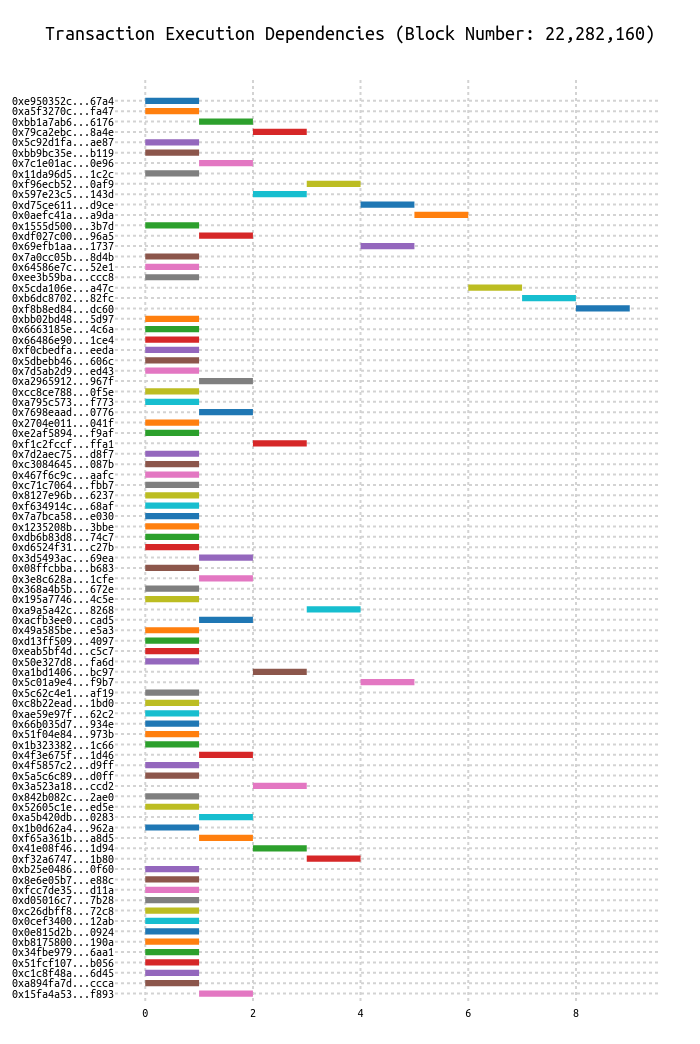 Transaction Execution Dependencies (Block Number: 22,282,160)
0xe950352c...67a4
0xa5f3270c...fa47
0xbb1a7ab6...6176
0x79ca2ebc...8a4e
0x5c92d1fa...ae87
0xbb9bc35e...b119
0x7c1e01ac...0e96
0x11da96d5...1c2c
0xf96ecb52...0af9
0x597e23c5...143d
0xd75ce611...d9ce
0x0aefc41a...a9da
0x1555d500...3b7d
0xdf027c00...96a5
0x69efb1aa...1737
0x7a0cc05b...8d4b
0x64586e7c...52e1
0xee3b59ba...ccc8
0x5cda106e...a47c
0xb6dc8702...82fc
0xf8b8ed84...dc60
0xbb02bd48...5d97
0x6663185e...4c6a
0x66486e90...1ce4
0xf0cbedfa...eeda
0x5dbebb46...606c
0x7d5ab2d9...ed43
0xa2965912...967f
0xcc8ce788...0f5e
0xa795c573...f773
0x7698eaad...0776
0x2704e011...041f
0xe2af5894...f9af
0xf1c2fccf...ffa1
0x7d2aec75...d8f7
0xc3084645...087b
0x467f6c9c...aafc
0xc71c7064...fbb7
0x8127e96b...6237
0xf634914c...68af
0x7a7bca58...e030
0x1235208b...3bbe
0xdb6b83d8...74c7
0xd6524f31...c27b
0x3d5493ac...69ea
0x08ffcbba...b683
0x3e8c628a...1cfe
0x368a4b5b...672e
0x195a7746...4c5e
0xa9a5a42c...8268
0xacfb3ee0...cad5
0x49a585be...e5a3
0xd13ff509...4097
0xeab5bf4d...c5c7
0x50e327d8...fa6d
0xa1bd1406...bc97
0x5c01a9e4...f9b7
0x5c62c4e1...af19
0xc8b22ead...1bd0
0xae59e97f...62c2
0x66b035d7...934e
0x51f04e84...973b
0x1b323382...1c66
0x4f3e675f...1d46
0x4f5857c2...d9ff
0x5a5c6c89...d0ff
0x3a523a18...ccd2
0x842b082c...2ae0
0x52605c1e...ed5e
0xa5b420db...0283
0x1b0d62a4...962a
0xf65a361b...a8d5
0x41e08f46...1d94
0xf32a6747...1b80
0xb25e0486...0f60
0x8e6e05b7...e88c
0xfcc7de35...d11a
0xd05016c7...7b28
0xc26dbff8...72c8
0x0cef3400...12ab
0x0e815d2b...0924
0xb8175800...190a
0x34fbe979...6aa1
0x51fcf107...b056
0xc1c8f48a...6d45
0xa894fa7d...ccca
0x15fa4a53...f893
0 2 4 6 8